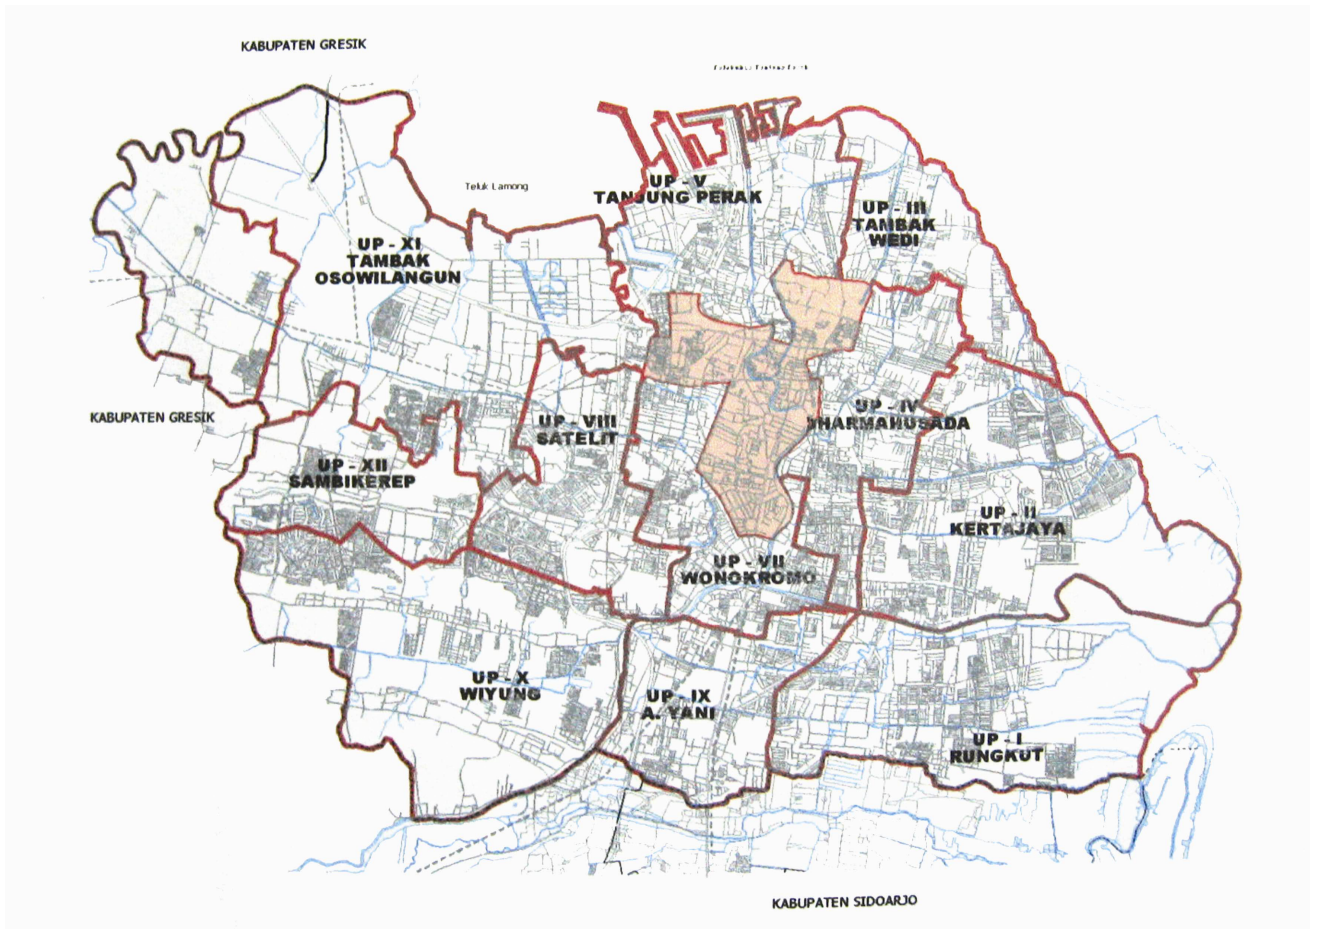 KABUPATEN GRESIK
Teluk Lamong
UP - V
TANJUNG PERAK
UP - III
TAMBAK
WEDI
UP - XI
TAMBAK
OSOWILANGUN
KABUPATEN GRESIK
UP - VIII
SATELIT
UP - IV
DHARMAHUSADA
UP - XII
SAMBIKEREP
UP - II
KERTAJAYA
UP - VII
WONOKROMO
UP - X
WIYUNG
UP - IX
A. YANI
UP - I
RUNGKUT
KABUPATEN SIDOARJO